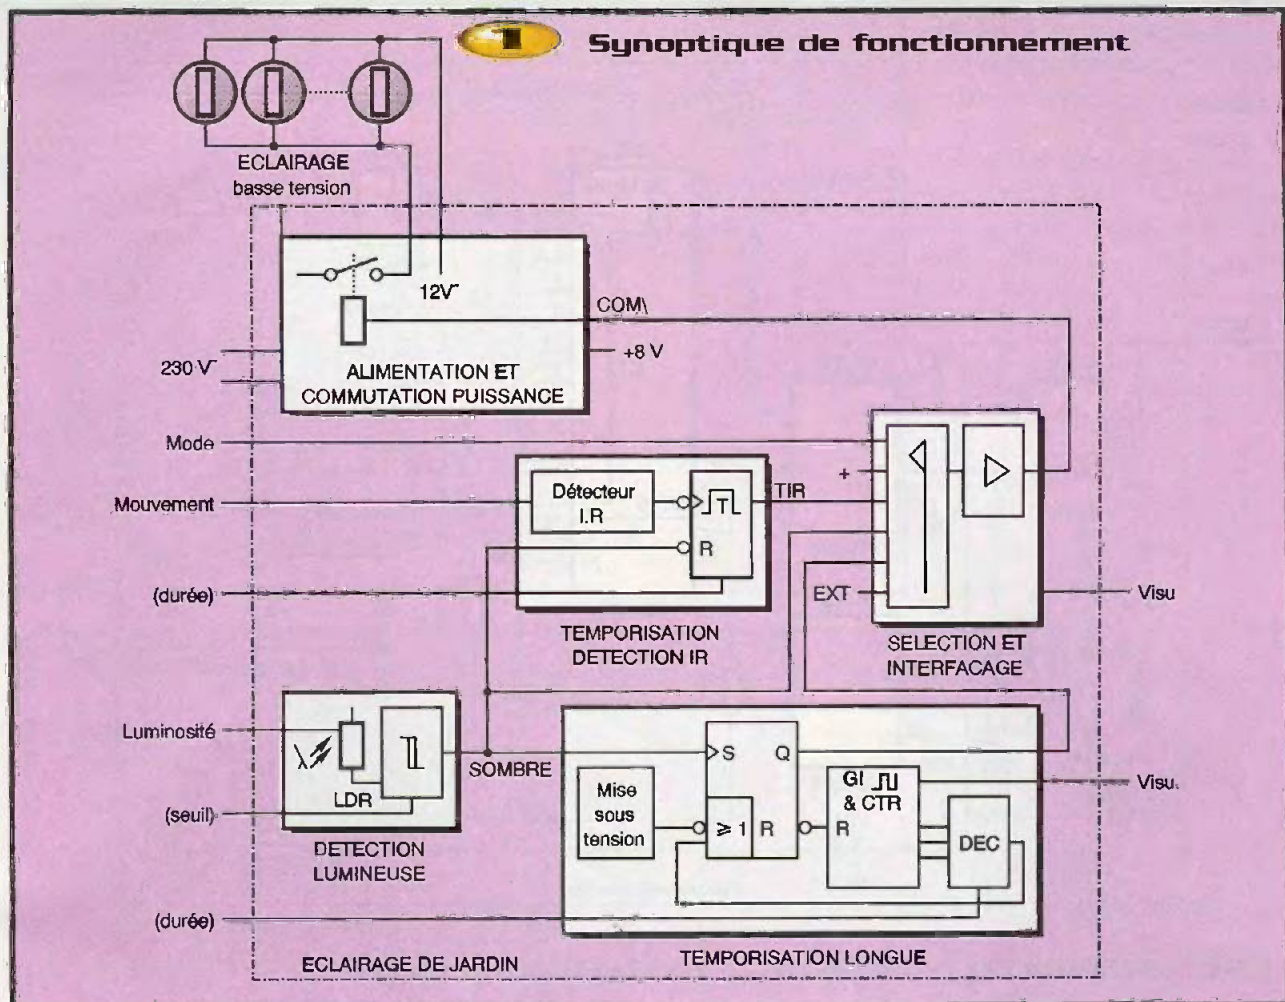 1 Synoptique de fonctionnement
ECLAIRAGE
basse tension
12V~
COM\
+8 V
230 V~
ALIMENTATION ET
COMMUTATION PUISSANCE
Mode
+
Mouvement
Détecteur
I.R
T
TIR
R
(durée)
EXT
Visu
TEMPORISATION
DETECTION IR
SELECTION ET
INTERFACAGE
Luminosité
λ
LDR
SOMBRE
(seuil)
DETECTION
LUMINEUSE
S
Q
Mise
sous
tension
≥ 1
R
GI
& CTR
R
DEC
Visu.
(durée)
TEMPORISATION LONGUE
ECLAIRAGE DE JARDIN